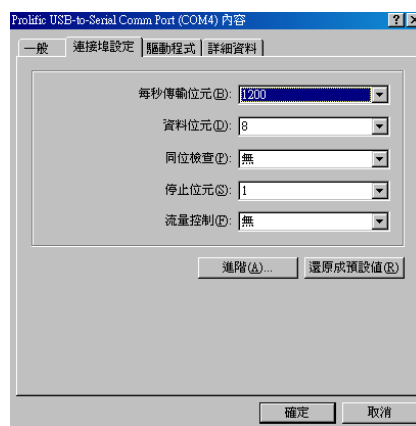 Prolific USB-to-Serial Comm Port (COM4) 內容
一般 連接埠設定 驅動程式 詳細資料
每秒傳輸位元(B): 1200
資料位元(D): 8
同位檢查(P): 無
停止位元(S): 1
流量控制(F): 無
進階(A)... 還原成預設值(R)
確定 取消